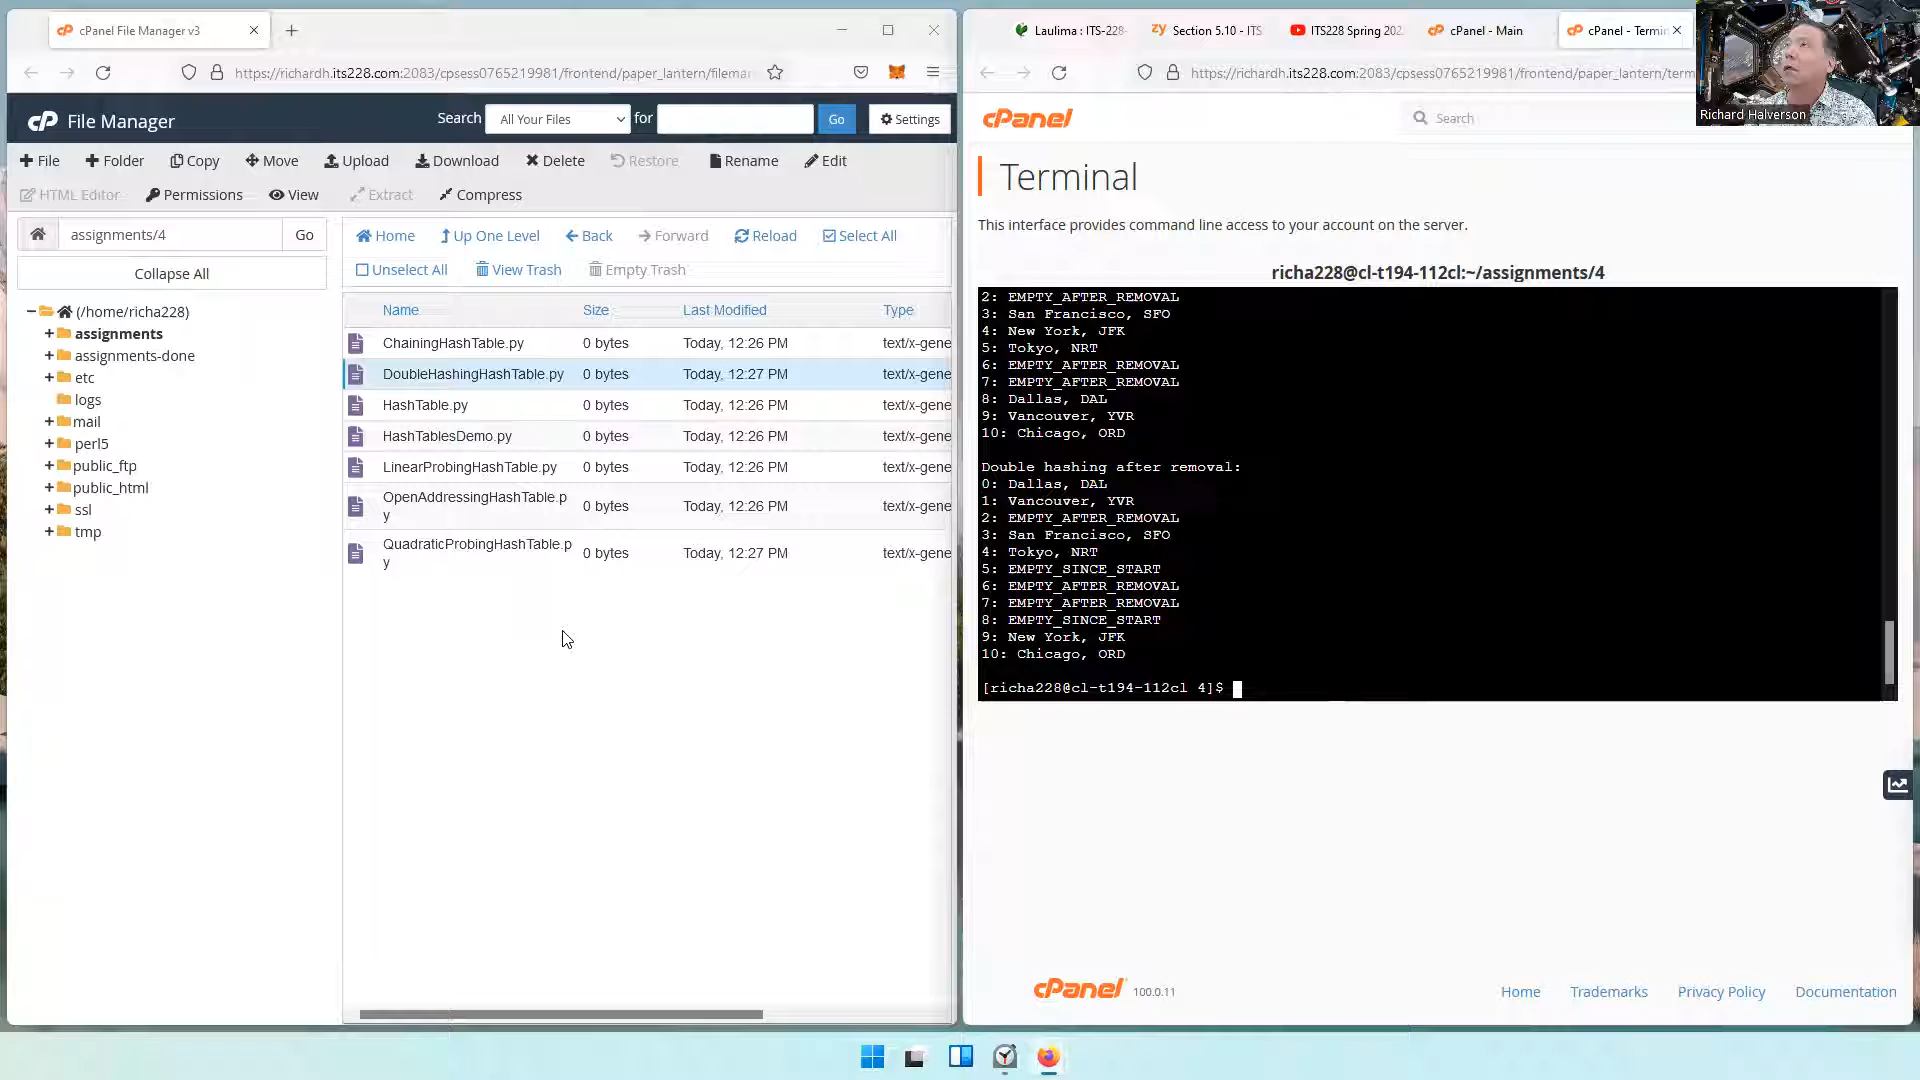 cPanel File Manager v3
https://richardh.its228.com:2083/cpsess0765219981/frontend/paper_lantern/filema
cP File Manager
Search All Your Files for Go Settings
File Folder Copy Move Upload Download Delete Restore Rename Edit
HTML Editor Permissions View Extract Compress
assignments/4 Go
Collapse All
(/home/richa228)
assignments
assignments-done
etc
logs
mail
perl5
public_ftp
public_html
ssl
tmp
Home Up One Level Back Forward Reload Select All
Unselect All View Trash Empty Trash
Name Size Last Modified Type
ChainingHashTable.py 0 bytes Today, 12:26 PM text/x-gene
DoubleHashingHashTable.py 0 bytes Today, 12:27 PM text/x-gene
HashTable.py 0 bytes Today, 12:26 PM text/x-gene
HashTablesDemo.py 0 bytes Today, 12:26 PM text/x-gene
LinearProbingHashTable.py 0 bytes Today, 12:26 PM text/x-gene
OpenAddressingHashTable.p
y 0 bytes Today, 12:26 PM text/x-gene
QuadraticProbingHashTable.p
y 0 bytes Today, 12:27 PM text/x-gene
Laulima : ITS-228- zy Section 5.10 - ITS ITS228 Spring 202 cPanel - Main cPanel - Termin
https://richardh.its228.com:2083/cpsess0765219981/frontend/paper_lantern/term
Richard Halverson
cPanel Search
Terminal
This interface provides command line access to your account on the server.
richa228@cl-t194-112cl:~/assignments/4
2: EMPTY_AFTER_REMOVAL
3: San Francisco, SFO
4: New York, JFK
5: Tokyo, NRT
6: EMPTY_AFTER_REMOVAL
7: EMPTY_AFTER_REMOVAL
8: Dallas, DAL
9: Vancouver, YVR
10: Chicago, ORD
Double hashing after removal:
0: Dallas, DAL
1: Vancouver, YVR
2: EMPTY_AFTER_REMOVAL
3: San Francisco, SFO
4: Tokyo, NRT
5: EMPTY_SINCE_START
6: EMPTY_AFTER_REMOVAL
7: EMPTY_AFTER_REMOVAL
8: EMPTY_SINCE_START
9: New York, JFK
10: Chicago, ORD
[richa228@cl-t194-112cl 4]$
cPanel 100.0.11
Home Trademarks Privacy Policy Documentation